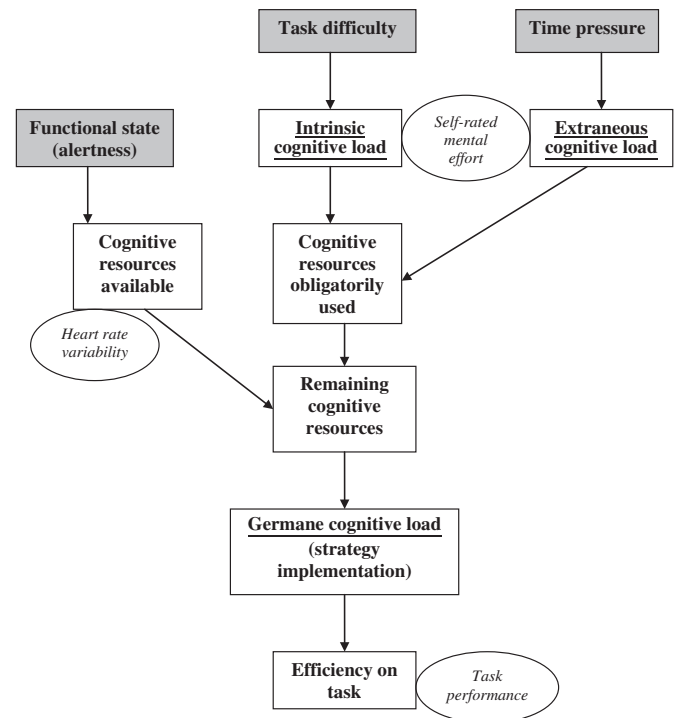 Task difficulty
Time pressure
Functional state
(alertness)
Intrinsic
cognitive load
Self-rated
mental
effort
Extraneous
cognitive load
Cognitive
resources
available
Cognitive
resources
obligatorily
used
Heart rate
variability
Remaining
cognitive
resources
Germane cognitive load
(strategy
implementation)
Efficiency on
task
Task
performance